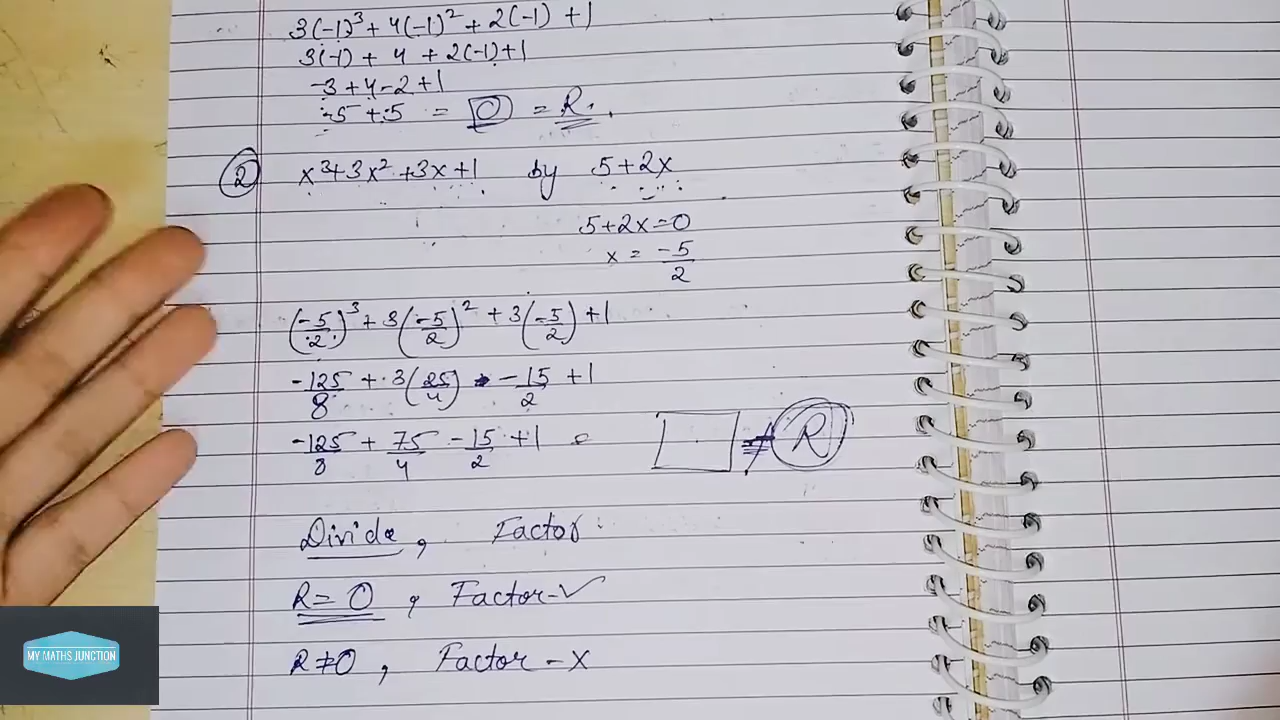 3(-1)³ + 4(-1)² + 2(-1) + 1
3(-1) + 4 + 2(-1) + 1
-3 + 4 - 2 + 1
-5 + 5 = 0 = R.
② x³+3x² +3x+1 by 5+2x
5+2x=0
x = -5/2
(-5/2)³ + 3(-5/2)² + 3(-5/2) + 1
-125/8 + 3(25/4) - 15/2 + 1
-125/8 + 75/4 - 15/2 + 1 = ≠ R
Divide, Factor
R = 0, Factor-✓
R ≠ 0, Factor - X
MY MATHS JUNCTION